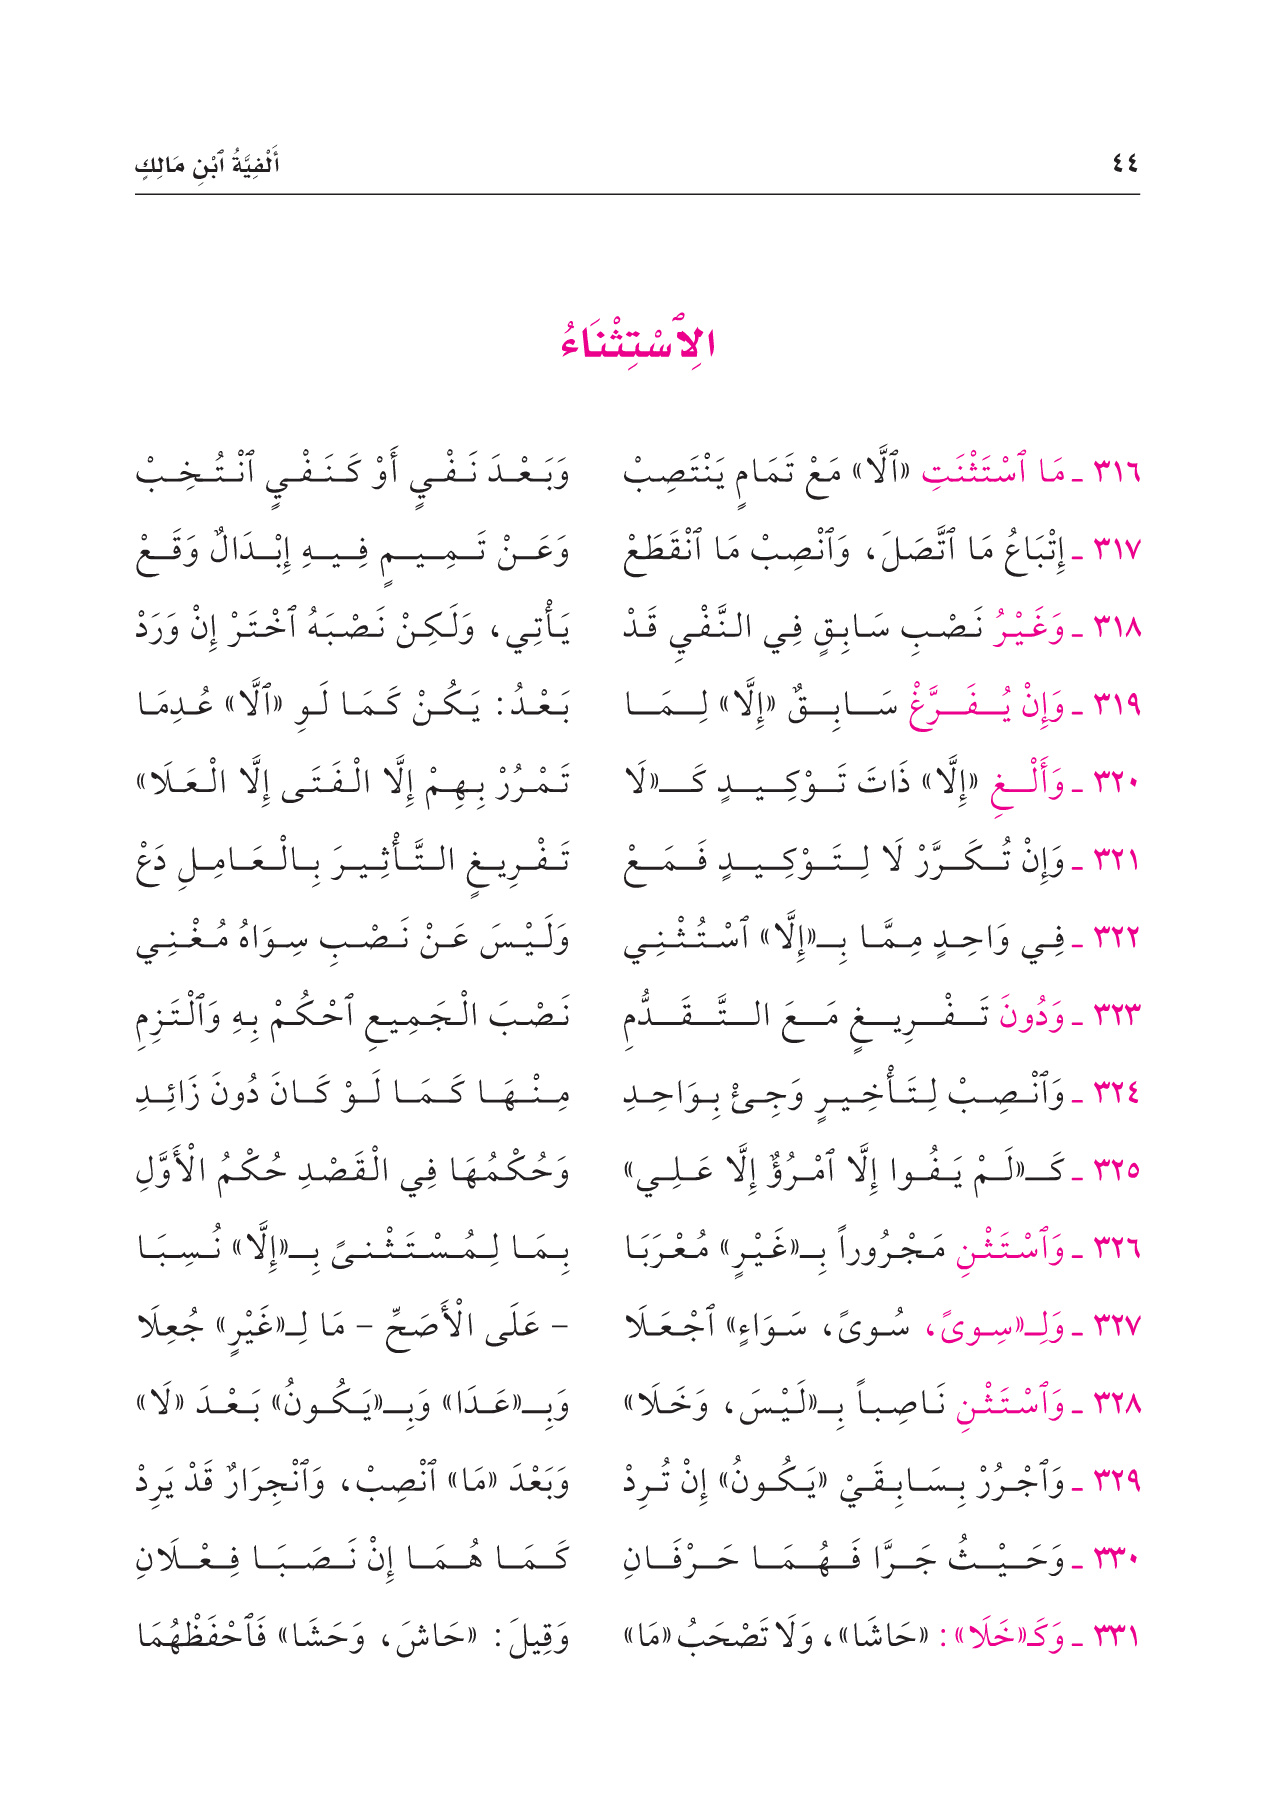 ٤٤ أَلْفِيَّةُ ٱبْنِ مَالِكٍ
الِٱسْتِثْنَاءُ
٣١٦ ـ مَا ٱسْتَثْنَتِ «ٱلَّا» مَعْ تَمَامٍ يَنْتَصِبْ وَبَعْدَ نَفْيٍ أَوْ كَنَفْيٍ ٱنْتُخِبْ
٣١٧ ـ إِتْبَاعُ مَا ٱتَّصَلَ، وَٱنْصِبْ مَا ٱنْقَطَعْ وَعَنْ تَمِيمٍ فِيهِ إِبْدَالٌ وَقَعْ
٣١٨ ـ وَغَيْرُ نَصْبِ سَابِقٍ فِي النَّفْيِ قَدْ يَأْتِي، وَلَكِنْ نَصْبَهُ ٱخْتَرْ إِنْ وَرَدْ
٣١٩ ـ وَإِنْ يُفَرَّغْ سَابِقٌ «إِلَّا» لِمَا بَعْدُ: يَكُنْ كَمَا لَوِ «ٱلَّا» عُدِمَا
٣٢٠ ـ وَأَلْغِ «إِلَّا» ذَاتَ تَوْكِيدٍ كَـ«لَا تَمْرُرْ بِهِمْ إِلَّا الْفَتَى إِلَّا الْعَلَا»
٣٢١ ـ وَإِنْ تُكَرَّرْ لَا لِتَوْكِيدٍ فَمَعْ تَفْرِيغٍ التَّأْثِيرَ بِالْعَامِلِ دَعْ
٣٢٢ ـ فِي وَاحِدٍ مِمَّا بِـ«إِلَّا» ٱسْتُثْنِي وَلَيْسَ عَنْ نَصْبِ سِوَاهُ مُغْنِي
٣٢٣ ـ وَدُونَ تَفْرِيغٍ مَعَ التَّقَدُّمِ نَصْبَ الْجَمِيعِ ٱحْكُمْ بِهِ وَٱلْتَزِمِ
٣٢٤ ـ وَٱنْصِبْ لِتَأْخِيرٍ وَجِئْ بِوَاحِدِ مِنْهَا كَمَا لَوْ كَانَ دُونَ زَائِدِ
٣٢٥ ـ كَـ«لَمْ يَفُوا إِلَّا ٱمْرُؤٌ إِلَّا عَلِي» وَحُكْمُهَا فِي الْقَصْدِ حُكْمُ الْأَوَّلِ
٣٢٦ ـ وَٱسْتَثْنِ مَجْرُوراً بِـ«غَيْرٍ» مُعْرَبَا بِمَا لِمُسْتَثْنىً بِـ«إِلَّا» نُسِبَا
٣٢٧ ـ وَلِـ«سِوىً، سُوىً، سَوَاءٍ» ٱجْعَلَا – عَلَى الْأَصَحِّ – مَا لِـ«غَيْرٍ» جُعِلَا
٣٢٨ ـ وَٱسْتَثْنِ نَاصِباً بِـ«لَيْسَ، وَخَلَا» وَبِـ«عَدَا» وَبِـ«يَكُونُ» بَعْدَ «لَا»
٣٢٩ ـ وَٱجْرُرْ بِسَابِقَيْ «يَكُونُ» إِنْ تُرِدْ وَبَعْدَ «مَا» ٱنْصِبْ، وَٱنْجِرَارٌ قَدْ يَرِدْ
٣٣٠ ـ وَحَيْثُ جَرَّا فَهُمَا حَرْفَانِ كَمَا هُمَا إِنْ نَصَبَا فِعْلَانِ
٣٣١ ـ وَكَـ«خَلَا»: «حَاشَا»، وَلَا تَصْحَبُ «مَا» وَقِيلَ: «حَاشَ، وَحَشَا» فَٱحْفَظْهُمَا